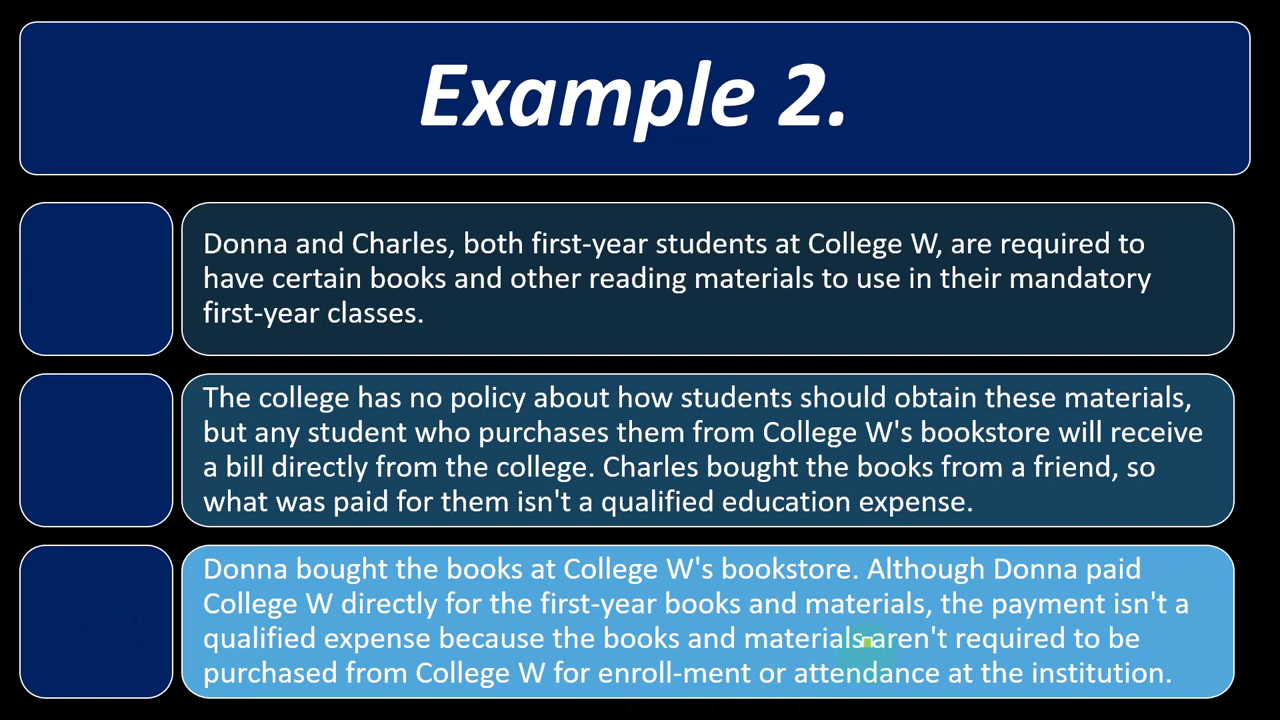 Example 2.
Donna and Charles, both first-year students at College W, are required to
have certain books and other reading materials to use in their mandatory
first-year classes.
The college has no policy about how students should obtain these materials,
but any student who purchases them from College W's bookstore will receive
a bill directly from the college. Charles bought the books from a friend, so
what was paid for them isn't a qualified education expense.
Donna bought the books at College W's bookstore. Although Donna paid
College W directly for the first-year books and materials, the payment isn't a
qualified expense because the books and materials aren't required to be
purchased from College W for enroll-ment or attendance at the institution.